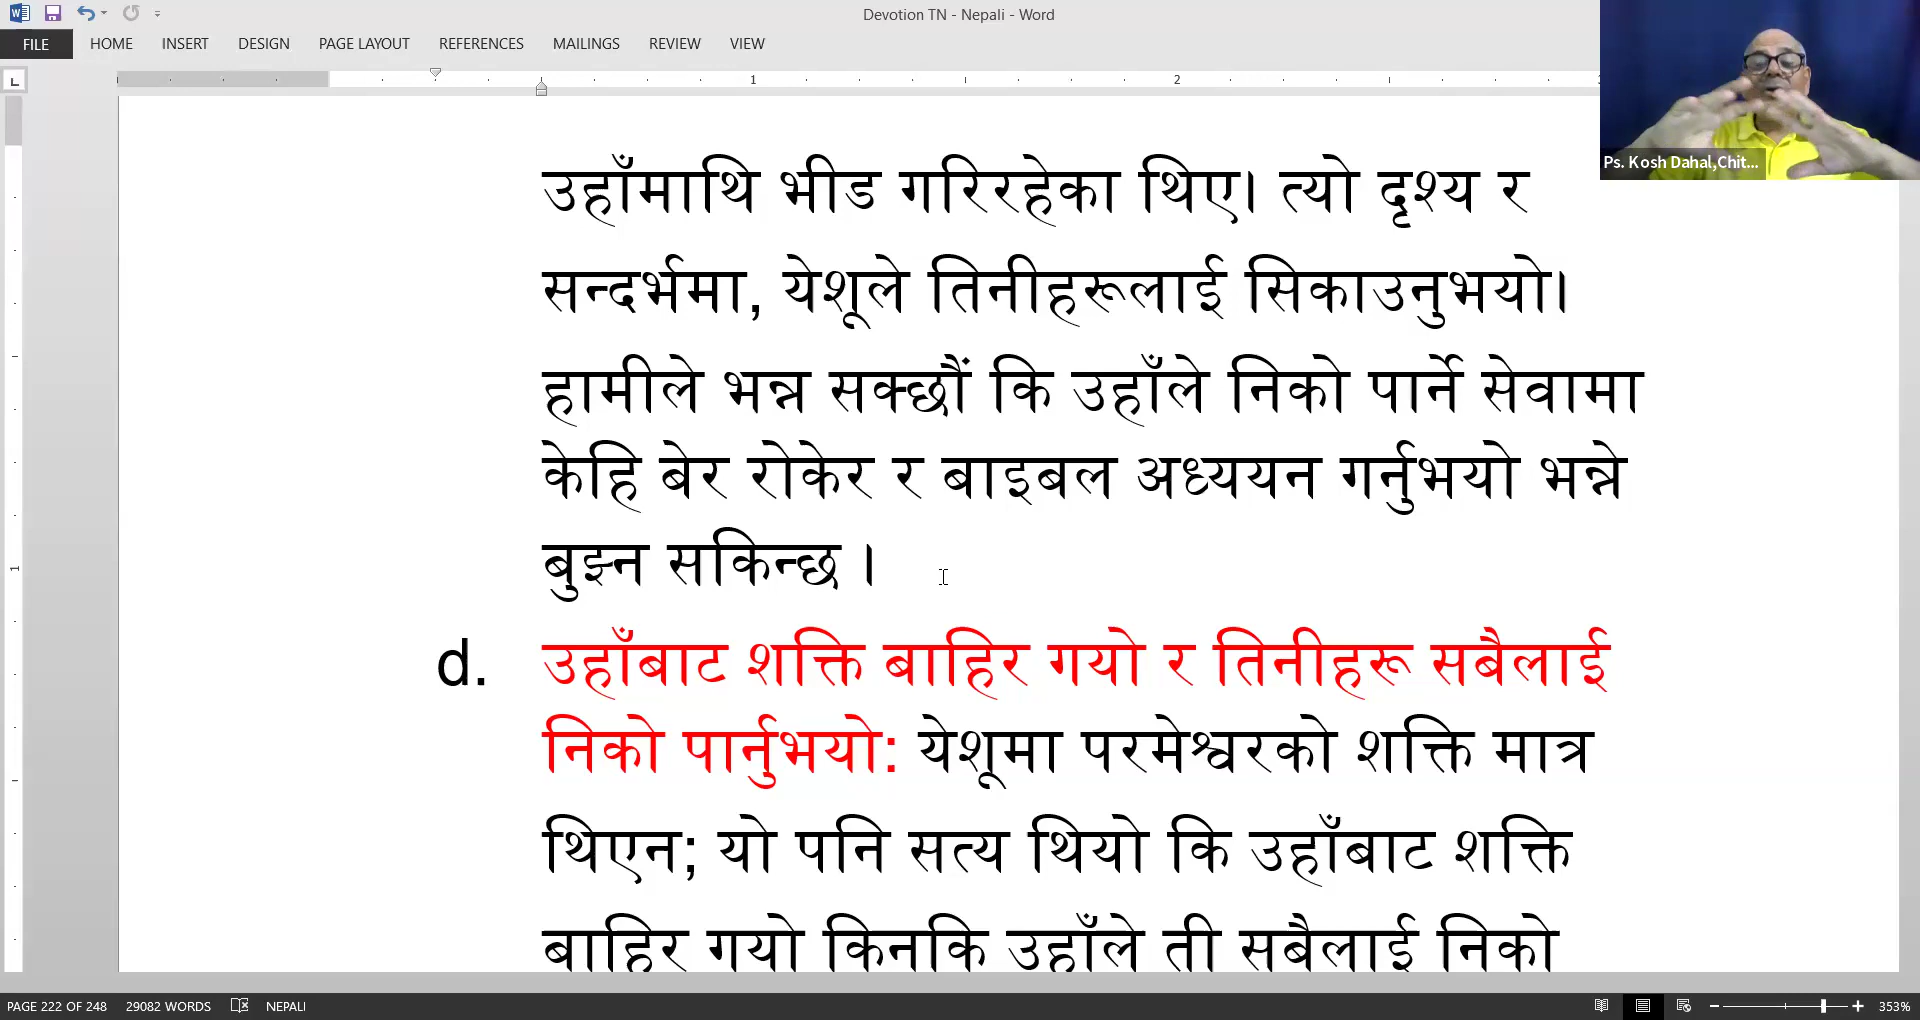 Devotion TN - Nepali - Word
FILE HOME INSERT DESIGN PAGE LAYOUT REFERENCES MAILINGS REVIEW VIEW
L
1 2
Ps. Kosh Dahal,Chit...
उहाँमाथि भीड गरिरहेका थिए। त्यो दृश्य र
सन्दर्भमा, येशूले तिनीहरूलाई सिकाउनुभयो।
हामीले भन्न सक्छौं कि उहाँले निको पार्ने सेवामा
केहि बेर रोकेर र बाइबल अध्ययन गर्नुभयो भन्ने
बुझ्न सकिन्छ ।
1
d. उहाँबाट शक्ति बाहिर गयो र तिनीहरू सबैलाई
निको पार्नुभयो: येशूमा परमेश्वरको शक्ति मात्र
थिएन; यो पनि सत्य थियो कि उहाँबाट शक्ति
बाहिर गयो किनकि उहाँले ती सबैलाई निको
PAGE 222 OF 248 29082 WORDS NEPALI 353%